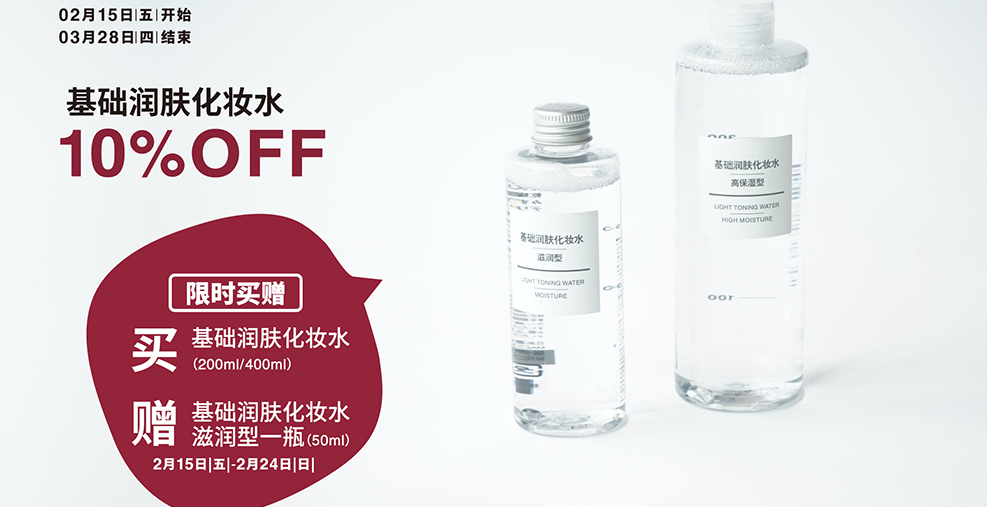 02月15日|五|开始
03月28日|四|结束
基础润肤化妆水
10%OFF
限时买赠
买 基础润肤化妆水
(200ml/400ml)
赠 基础润肤化妆水
滋润型一瓶(50ml)
2月15日|五|-2月24日|日|
基础润肤化妆水
滋润型
LIGHT TONING WATER
MOISTURE
基础润肤化妆水
高保湿型
LIGHT TONING WATER
HIGH MOISTURE
100